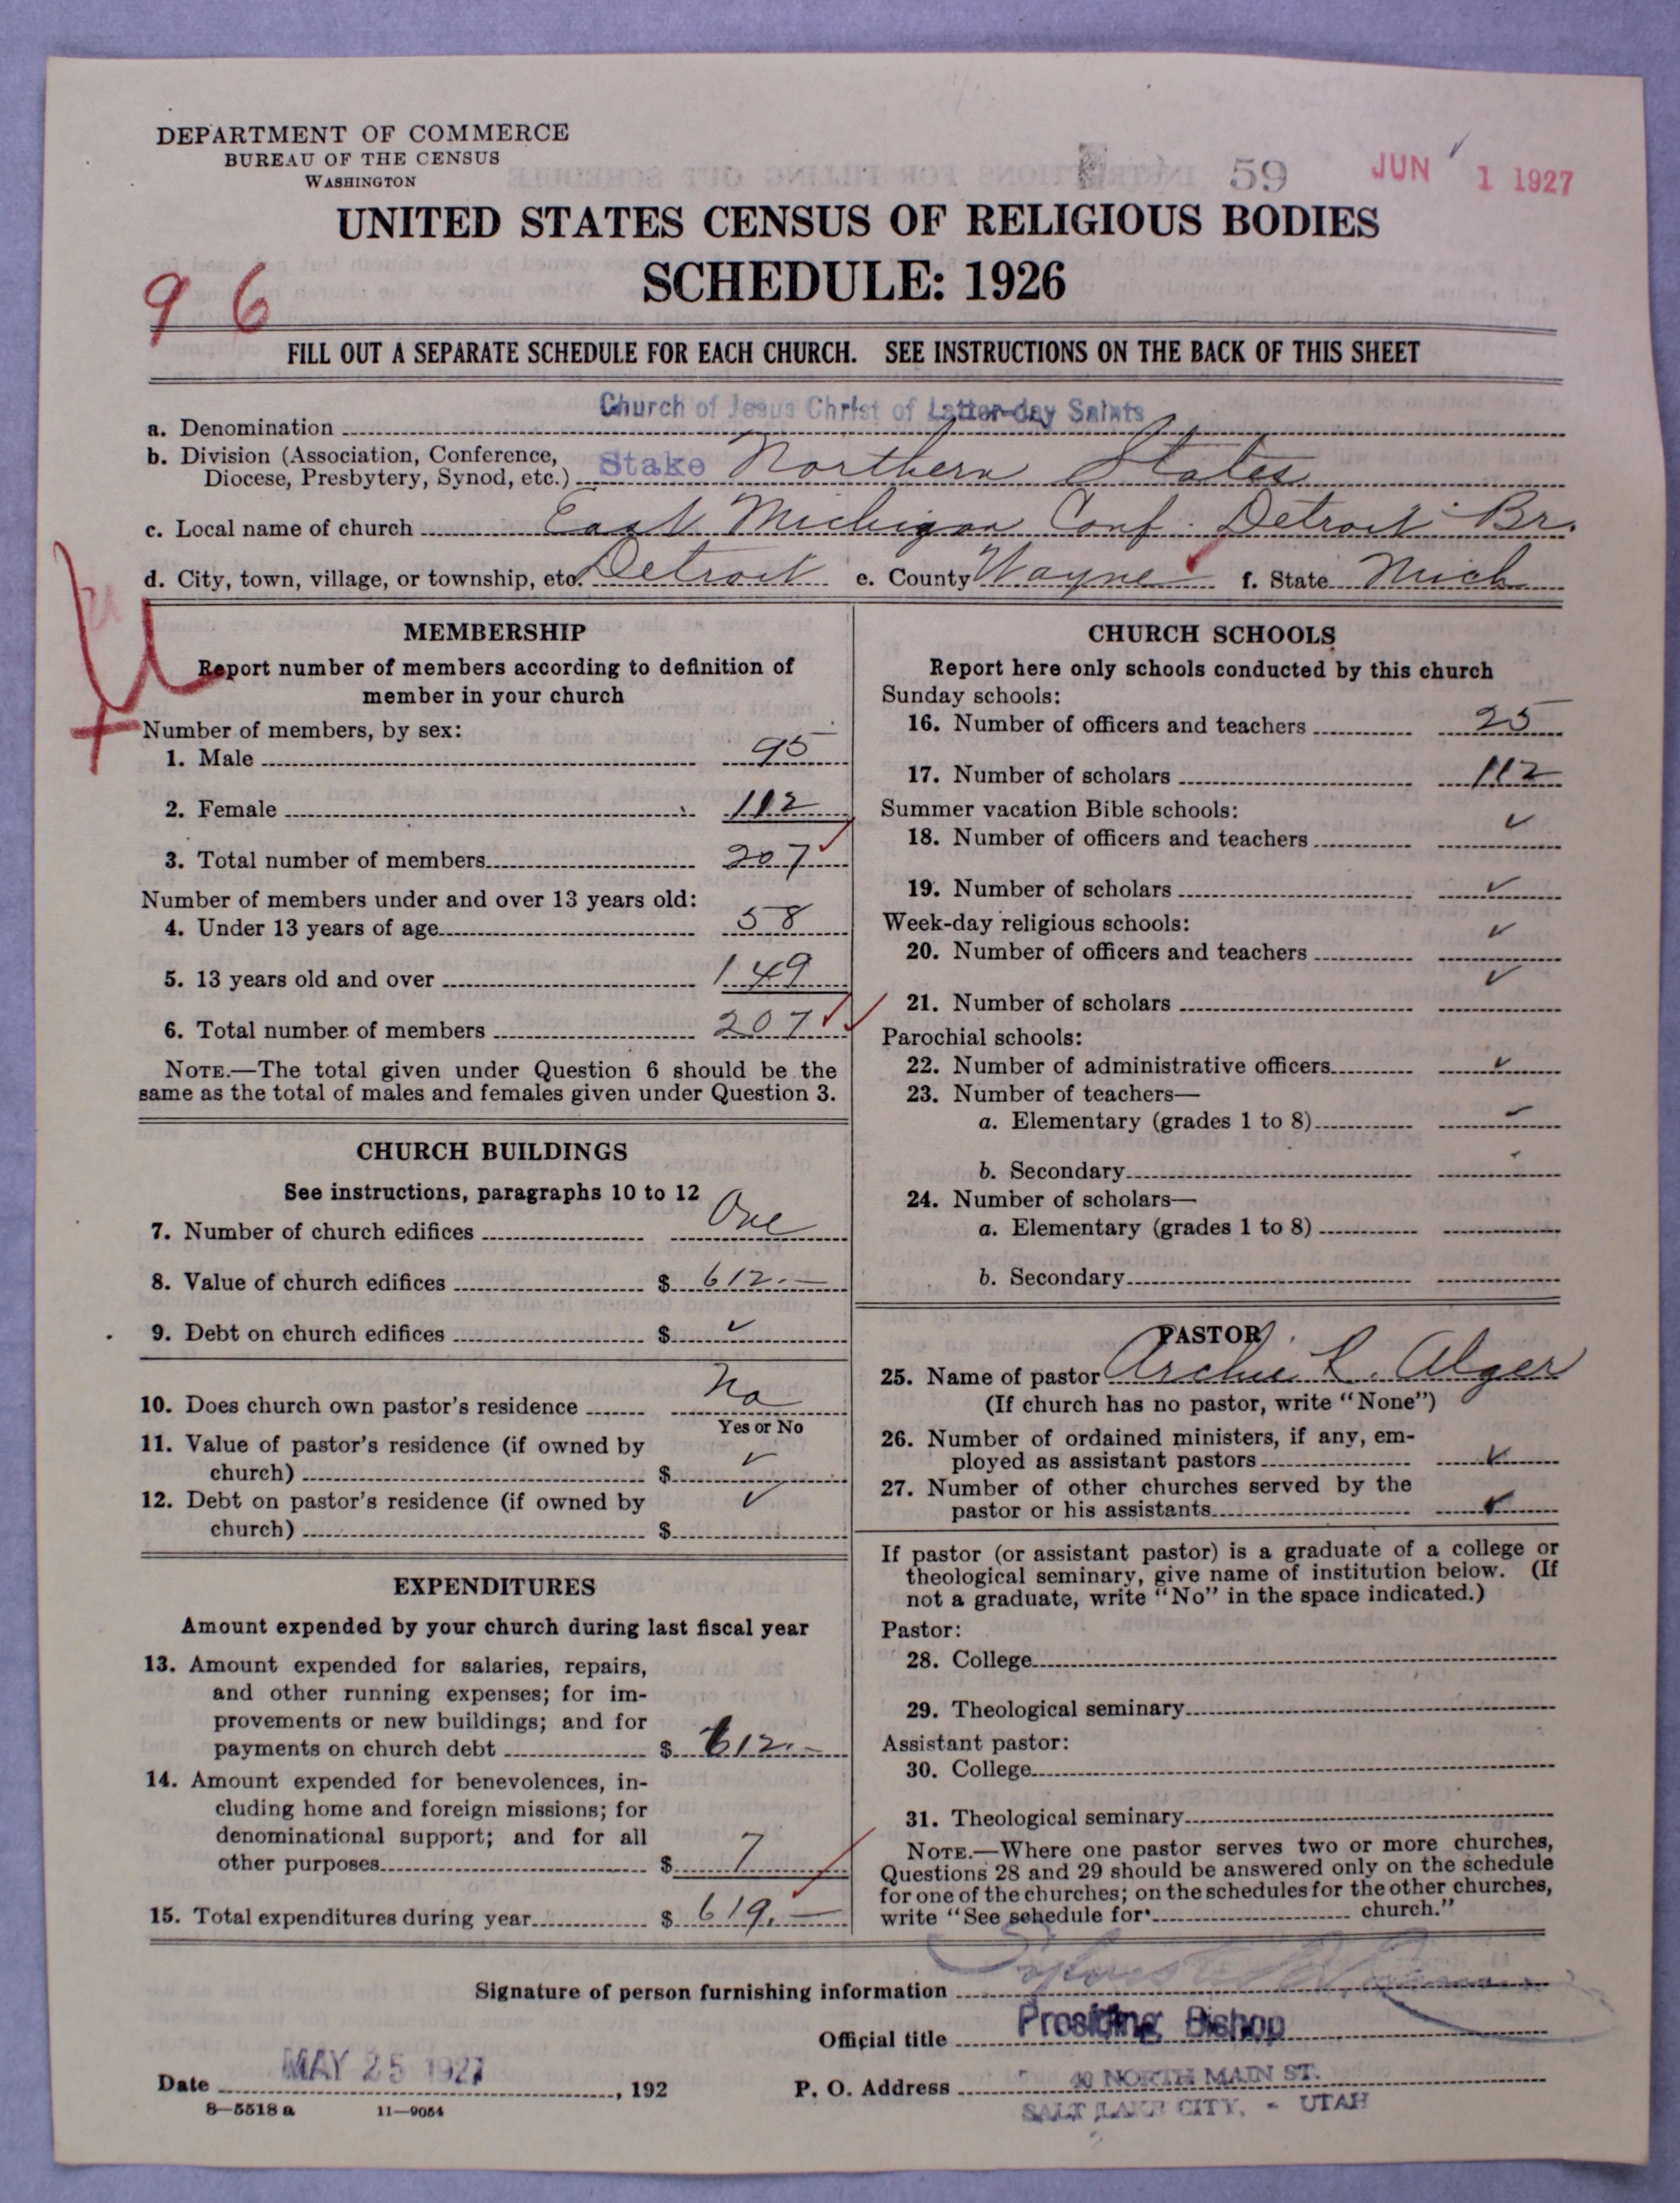 DEPARTMENT OF COMMERCE
BUREAU OF THE CENSUS
WASHINGTON
59
JUN 1 1927
UNITED STATES CENSUS OF RELIGIOUS BODIES
SCHEDULE: 1926
96
FILL OUT A SEPARATE SCHEDULE FOR EACH CHURCH. SEE INSTRUCTIONS ON THE BACK OF THIS SHEET
a. Denomination Church of Jesus Christ of Latter-day Saints
b. Division (Association, Conference,
Diocese, Presbytery, Synod, etc.) Stake Northern States
c. Local name of church East Michigan Conf. Detroit Br.
d. City, town, village, or township, etc. Detroit e. County Wayne f. State Mich
MEMBERSHIP
Report number of members according to definition of
member in your church
Number of members, by sex:
1. Male 95
2. Female 112
3. Total number of members 207
Number of members under and over 13 years old:
4. Under 13 years of age 58
5. 13 years old and over 149
6. Total number of members 207
NOTE.—The total given under Question 6 should be the
same as the total of males and females given under Question 3.
CHURCH BUILDINGS
See instructions, paragraphs 10 to 12
7. Number of church edifices One
8. Value of church edifices $ 612.—
9. Debt on church edifices $ ✓
10. Does church own pastor's residence No
Yes or No
11. Value of pastor's residence (if owned by
church) $ ✓
12. Debt on pastor's residence (if owned by
church) $ ✓
EXPENDITURES
Amount expended by your church during last fiscal year
13. Amount expended for salaries, repairs,
and other running expenses; for im-
provements or new buildings; and for
payments on church debt $ 612.—
14. Amount expended for benevolences, in-
cluding home and foreign missions; for
denominational support; and for all
other purposes $ 7
15. Total expenditures during year $ 619.—
CHURCH SCHOOLS
Report here only schools conducted by this church
Sunday schools:
16. Number of officers and teachers 25
17. Number of scholars 112
Summer vacation Bible schools:
18. Number of officers and teachers ✓
19. Number of scholars ✓
Week-day religious schools:
20. Number of officers and teachers ✓
21. Number of scholars ✓
Parochial schools:
22. Number of administrative officers ✓
23. Number of teachers—
a. Elementary (grades 1 to 8) ✓
b. Secondary
24. Number of scholars—
a. Elementary (grades 1 to 8)
b. Secondary
PASTOR
25. Name of pastor Archie L. Alger
(If church has no pastor, write "None")
26. Number of ordained ministers, if any, em-
ployed as assistant pastors ✓
27. Number of other churches served by the
pastor or his assistants ✓
If pastor (or assistant pastor) is a graduate of a college or
theological seminary, give name of institution below. (If
not a graduate, write "No" in the space indicated.)
Pastor:
28. College
29. Theological seminary
Assistant pastor:
30. College
31. Theological seminary
NOTE.—Where one pastor serves two or more churches,
Questions 28 and 29 should be answered only on the schedule
for one of the churches; on the schedules for the other churches,
write "See schedule for church."
Signature of person furnishing information
Official title Presiding Bishop
Date MAY 25 1927, 192
P. O. Address 40 NORTH MAIN ST.
SALT LAKE CITY, - UTAH
8—5518 a 11—9054